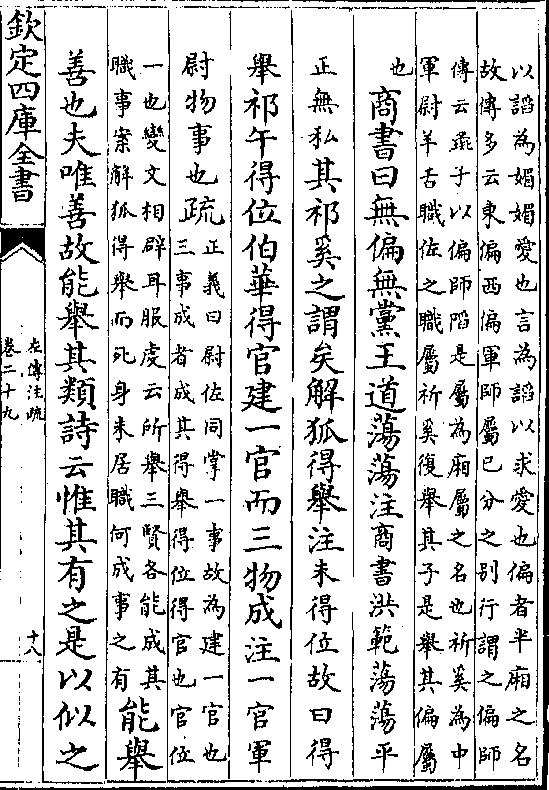 以謟為媚媚愛也言為謟以求愛也偏者半廂之名
故傳多云東偏西偏軍師屬已分之别行謂之偏師
傳云彘子以偏師䧟是屬為廂屬之名也祈奚為中
軍尉羊舌職佐之職屬祈奚復舉其子是舉其偏屬
也
商書曰無偏無黨王道蕩蕩注商書洪範蕩蕩平
正無私其祁奚之謂矣解狐得舉注未得位故曰得
舉祁午得位伯華得官建一官而三物成注一官軍
尉物事也疏正義曰尉佐同掌一事故為建一官也
三事成者成其得舉得位得官也官位
一也變文相辟耳服虔云所舉三賢各能成其
職事案解狐得舉而死身未居職何成事之有
能舉
善也夫唯善故能舉其類詩云惟其有之是以似之
欽定四庫全書
左傳注疏
卷二十九
十八